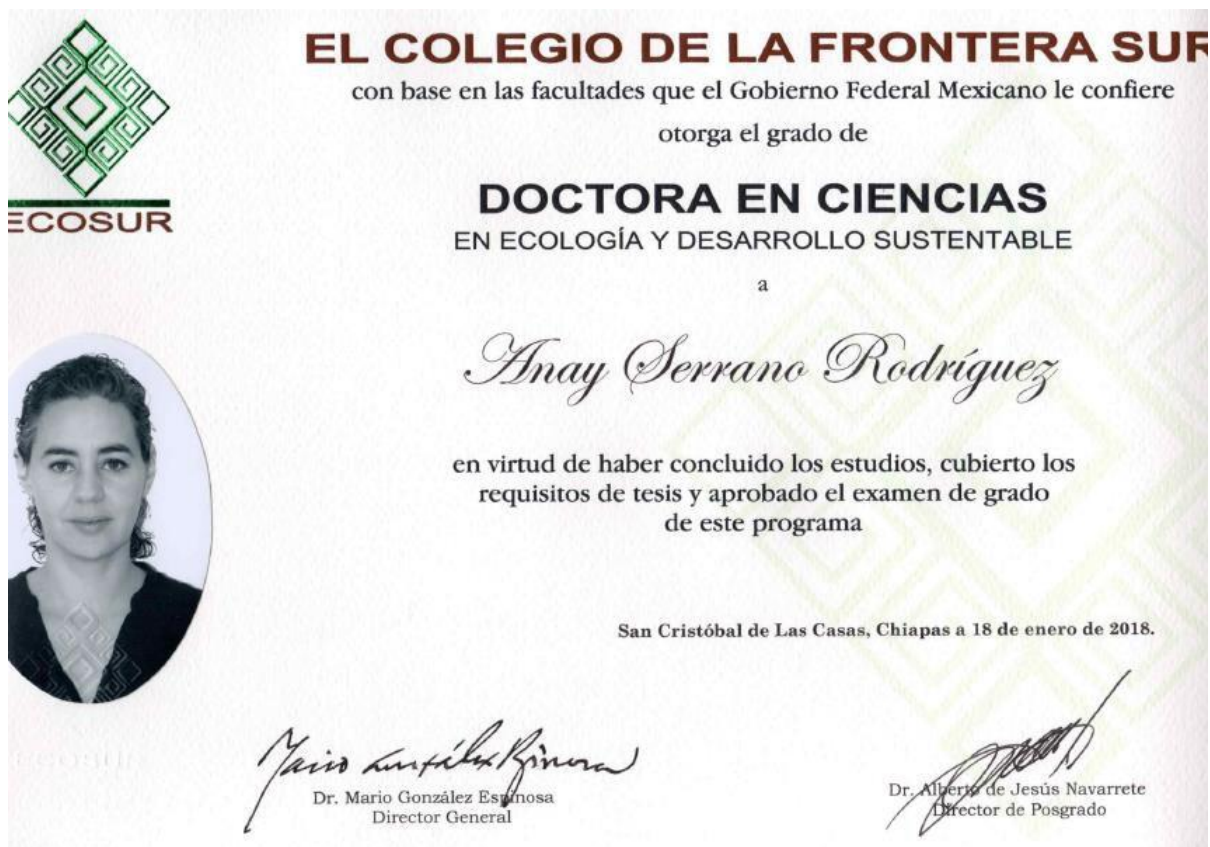 EL COLEGIO DE LA FRONTERA SUR
con base en las facultades que el Gobierno Federal Mexicano le confiere
otorga el grado de
DOCTORA EN CIENCIAS
EN ECOLOGÍA Y DESARROLLO SUSTENTABLE
a
Anay Serrano Rodríguez
en virtud de haber concluido los estudios, cubierto los
requisitos de tesis y aprobado el examen de grado
de este programa
San Cristóbal de Las Casas, Chiapas a 18 de enero de 2018.
ECOSUR
ecosur
Dr. Mario González Espinosa
Director General
Dr. Alberto de Jesús Navarrete
Director de Posgrado